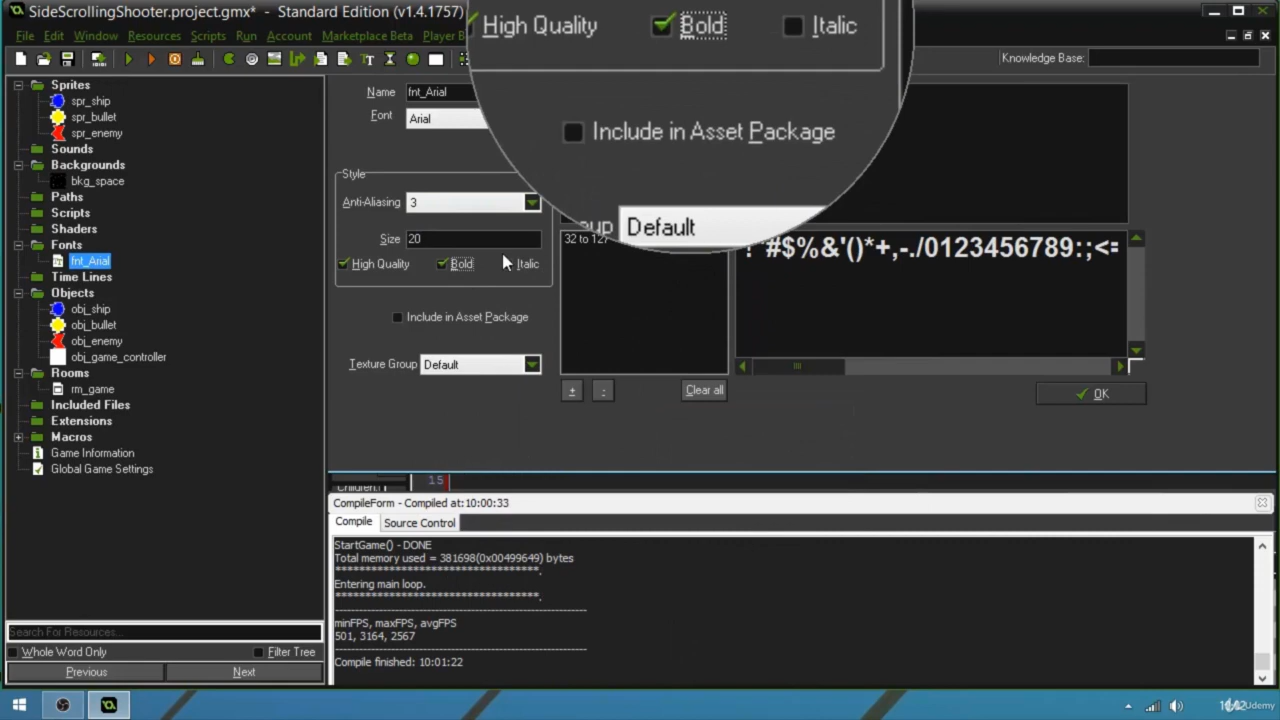 SideScrollingShooter.project.gmx* - Standard Edition (v1.4.1757)
File Edit Window Resources Scripts Run Account Marketplace Beta Player B
Knowledge Base:
Sprites
spr_ship
spr_bullet
spr_enemy
Sounds
Backgrounds
bkg_space
Paths
Scripts
Shaders
Fonts
fnt_Arial
Time Lines
Objects
obj_ship
obj_bullet
obj_enemy
obj_game_controller
Rooms
rm_game
Included Files
Extensions
Macros
Game Information
Global Game Settings
Search For Resources...
Whole Word Only Filter Tree
Previous Next
Name fnt_Arial
Font Arial
Style
Anti-Aliasing 3
Size 20
High Quality Bold Italic
Include in Asset Package
Texture Group Default
High Quality Bold Italic
Include in Asset Package
Default
32 to 127
+ - Clear all
#$%&'()*+,-./0123456789:;<=
OK
15
CompileForm - Compiled at: 10:00:33
Compile Source Control
StartGame() - DONE
Total memory used = 381698(0x00499649) bytes
***********************************.
Entering main loop.
***********************************.
minFPS, maxFPS, avgFPS
501, 3164, 2567
Compile finished: 10:01:22
Udemy